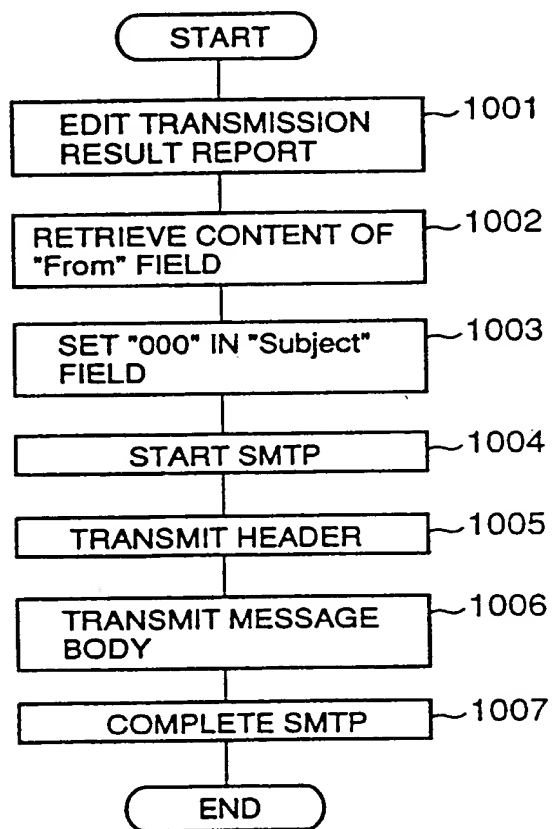 START
EDIT TRANSMISSION
RESULT REPORT
1001
RETRIEVE CONTENT OF
"From" FIELD
1002
SET "000" IN "Subject"
FIELD
1003
START SMTP
1004
TRANSMIT HEADER
1005
TRANSMIT MESSAGE
BODY
1006
COMPLETE SMTP
1007
END